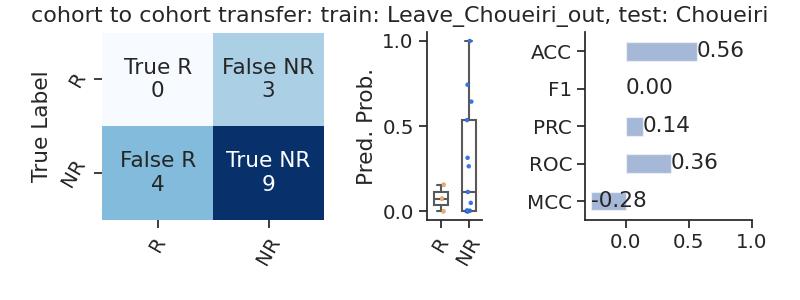 cohort to cohort transfer: train: Leave_Choueiri_out, test: Choueiri
True Label
R
NR
True R
0
False NR
3
False R
4
True NR
9
R
NR
Pred. Prob.
1.0
0.5
0.0
R
NR
ACC
F1
PRC
ROC
MCC
0.56
0.00
0.14
0.36
-0.28
0.0
0.5
1.0